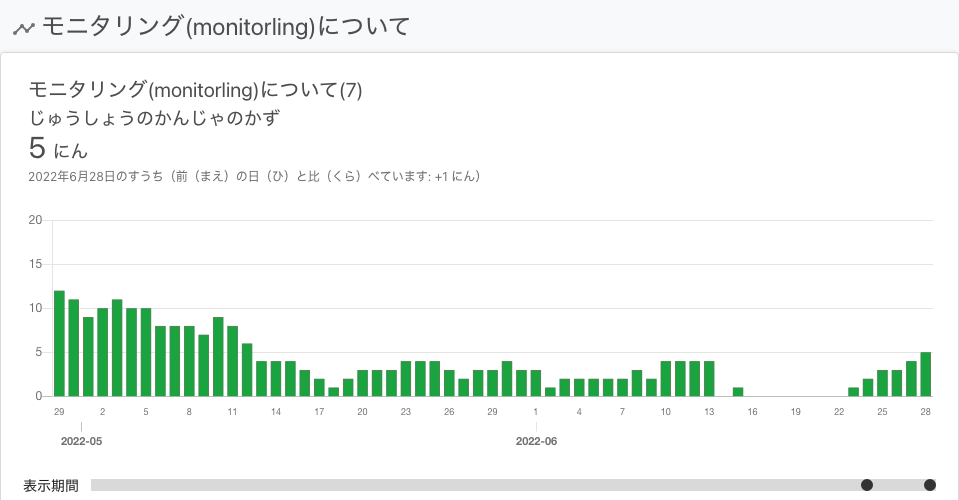 モニタリング(monitorling)について
モニタリング(monitorling)について(7)
じゅうしょうのかんじゃのかず
5 にん
2022年6月28日のすうち（前（まえ）の日（ひ）と比（くら）べています: +1 にん）
20
15
10
5
0
29 2 5 8 11 14 17 20 23 26 29 1 4 7 10 13 16 19 22 25 28
2022-05 2022-06
表示期間